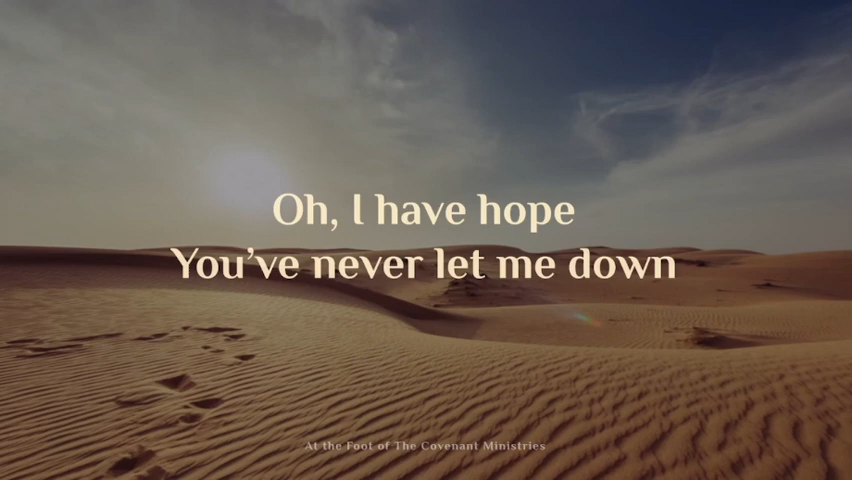 Oh, I have hope
You’ve never let me down
At the Foot of The Covenant Ministries